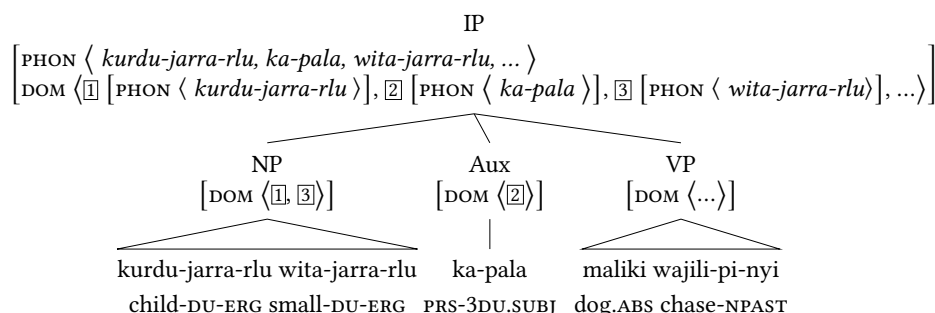 IP
[PHON ⟨ kurdu-jarra-rlu, ka-pala, wita-jarra-rlu, ... ⟩
DOM ⟨1 [PHON ⟨ kurdu-jarra-rlu ⟩], 2 [PHON ⟨ ka-pala ⟩], 3 [PHON ⟨ wita-jarra-rlu⟩], ...⟩]
NP Aux VP
[DOM ⟨1, 3⟩] [DOM ⟨2⟩] [DOM ⟨...⟩]
kurdu-jarra-rlu wita-jarra-rlu ka-pala maliki wajili-pi-nyi
child-DU-ERG small-DU-ERG PRS-3DU.SUBJ dog.ABS chase-NPAST